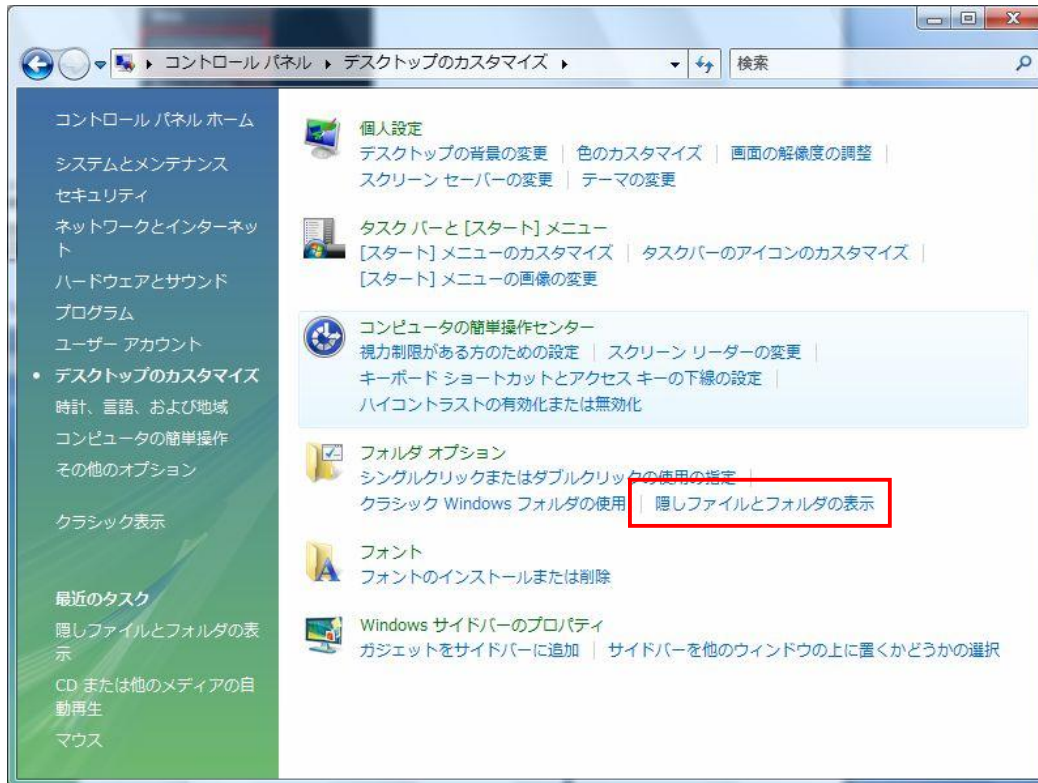 コントロール パネル ▸ デスクトップのカスタマイズ ▸
検索
コントロール パネル ホーム
システムとメンテナンス
セキュリティ
ネットワークとインターネッ
ト
ハードウェアとサウンド
プログラム
ユーザー アカウント
• デスクトップのカスタマイズ
時計、言語、および地域
コンピュータの簡単操作
その他のオプション
クラシック表示
最近のタスク
隠しファイルとフォルダの表
示
CD または他のメディアの自
動再生
マウス
個人設定
デスクトップの背景の変更 | 色のカスタマイズ | 画面の解像度の調整 |
スクリーン セーバーの変更 | テーマの変更
タスク バーと [スタート] メニュー
[スタート] メニューのカスタマイズ | タスクバーのアイコンのカスタマイズ |
[スタート] メニューの画像の変更
コンピュータの簡単操作センター
視力制限がある方のための設定 | スクリーン リーダーの変更 |
キーボード ショートカットとアクセス キーの下線の設定 |
ハイコントラストの有効化または無効化
フォルダ オプション
シングルクリックまたはダブルクリックの使用の指定 |
クラシック Windows フォルダの使用 | 隠しファイルとフォルダの表示
フォント
フォントのインストールまたは削除
Windows サイドバーのプロパティ
ガジェットをサイドバーに追加 | サイドバーを他のウィンドウの上に置くかどうかの選択